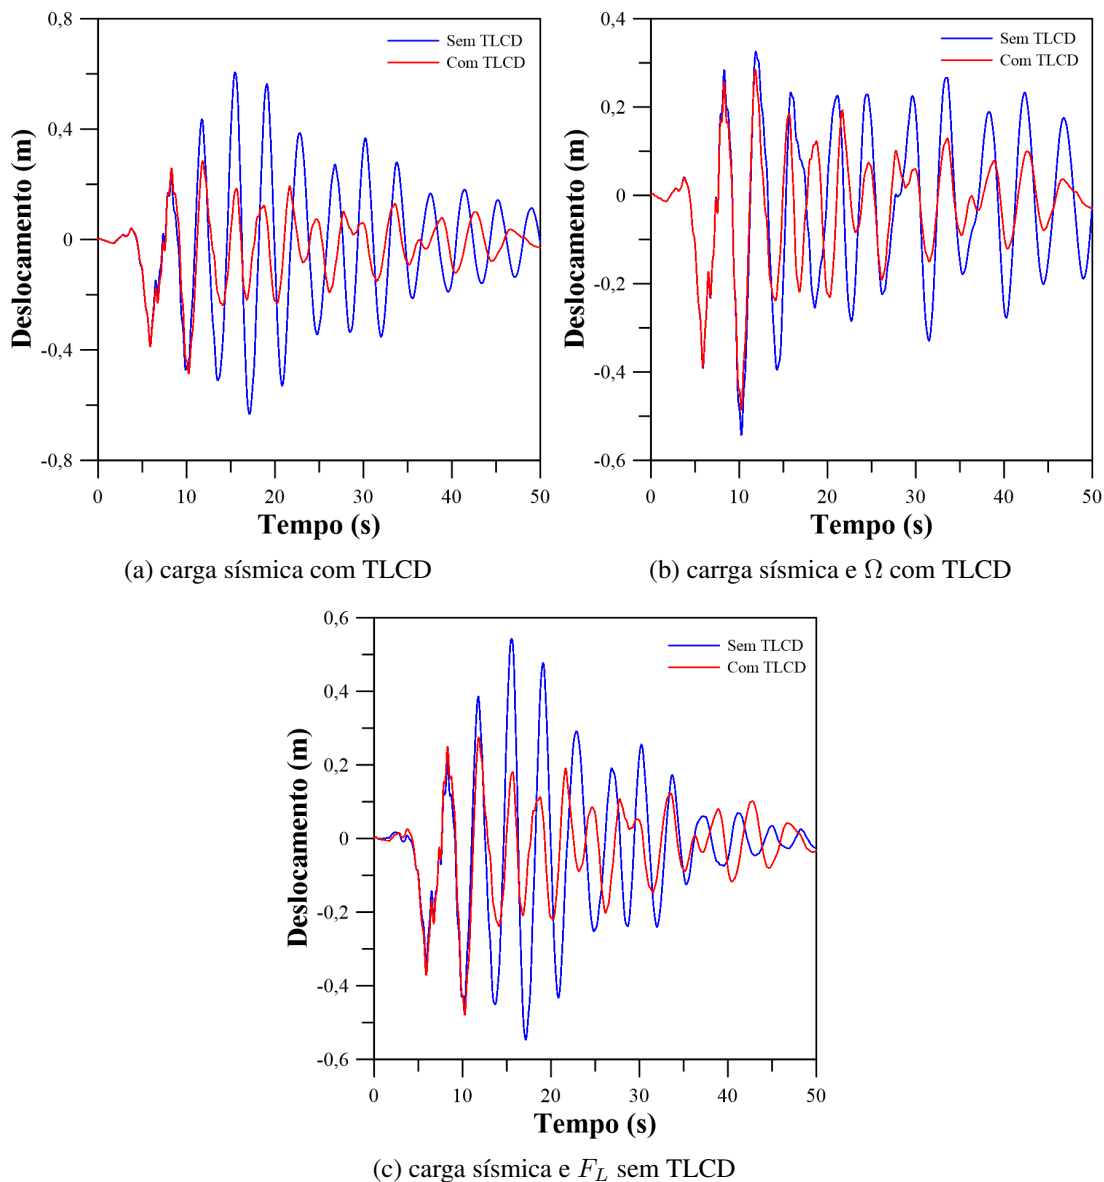 0,8
0,4
0
-0,4
-0,8
Deslocamento (m)
Sem TLCD
Com TLCD
0 10 20 30 40 50
Tempo (s)
(a) carga sísmica com TLCD
0,4
0,2
0
-0,2
-0,4
-0,6
Deslocamento (m)
Sem TLCD
Com TLCD
0 10 20 30 40 50
Tempo (s)
(b) carrga sísmica e Ω com TLCD
0,6
0,4
0,2
0
-0,2
-0,4
-0,6
Deslocamento (m)
Sem TLCD
Com TLCD
0 10 20 30 40 50
Tempo (s)
(c) carga sísmica e F_L sem TLCD